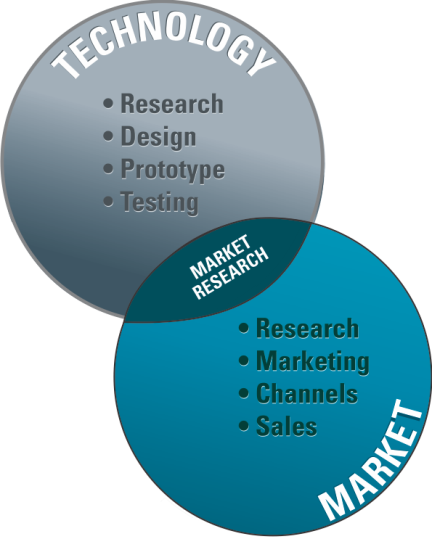 TECHNOLOGY
• Research
• Design
• Prototype
• Testing
MARKET
RESEARCH
• Research
• Marketing
• Channels
• Sales
MARKET